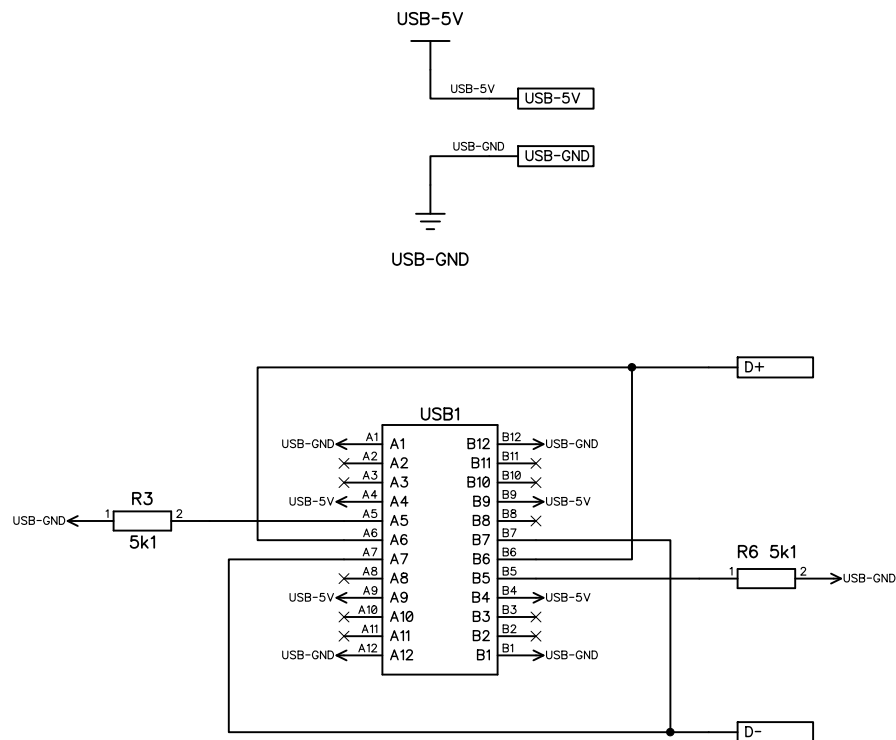 USB-5V
USB-5V USB-5V
USB-GND USB-GND
USB-GND
D+
USB1
USB-GND A1 A1 B12 B12 USB-GND
A2 A2 B11 B11
A3 A3 B10 B10
USB-5V A4 A4 B9 B9 USB-5V
R3
USB-GND 1 2 A5 A5 B8 B8
5k1
A6 A6 B7 B7
A7 A7 B6 B6
R6 5k1
A8 A8 B5 B5 1 2 USB-GND
USB-5V A9 A9 B4 B4 USB-5V
A10 A10 B3 B3
A11 A11 B2 B2
USB-GND A12 A12 B1 B1 USB-GND
D-